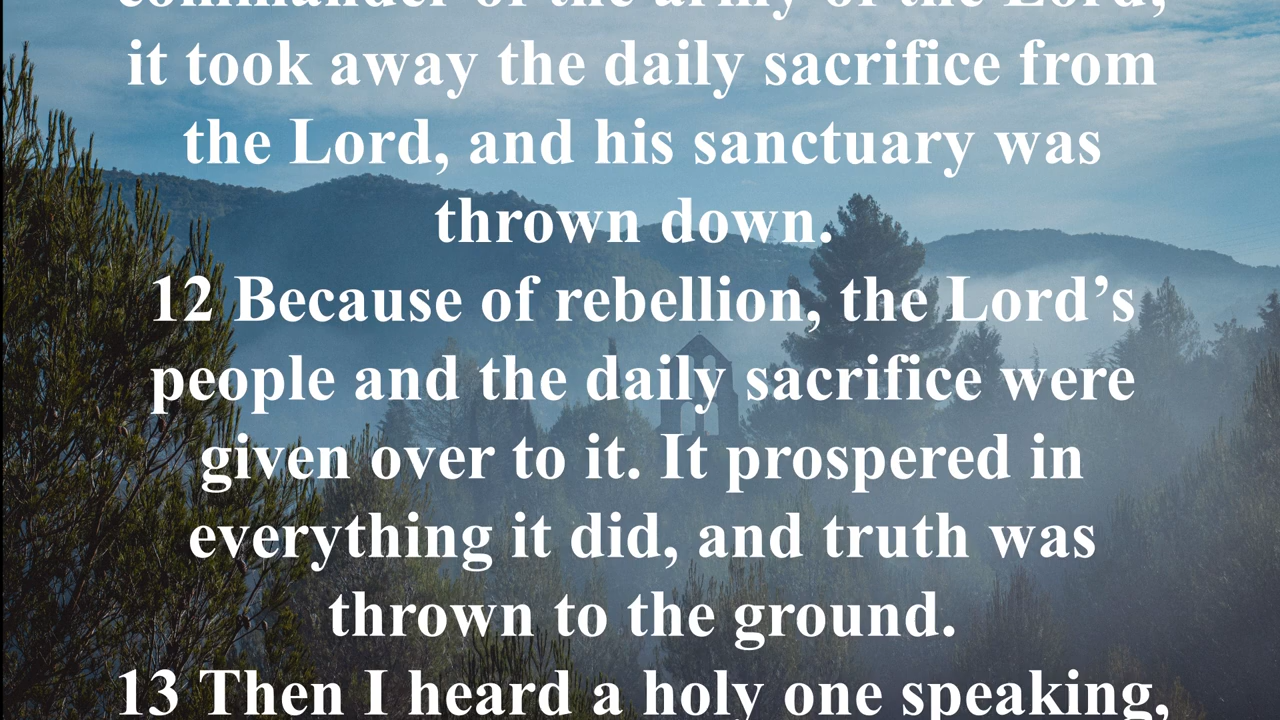 commander of the army of the Lord,
it took away the daily sacrifice from
the Lord, and his sanctuary was
thrown down.
12 Because of rebellion, the Lord’s
people and the daily sacrifice were
given over to it. It prospered in
everything it did, and truth was
thrown to the ground.
13 Then I heard a holy one speaking,